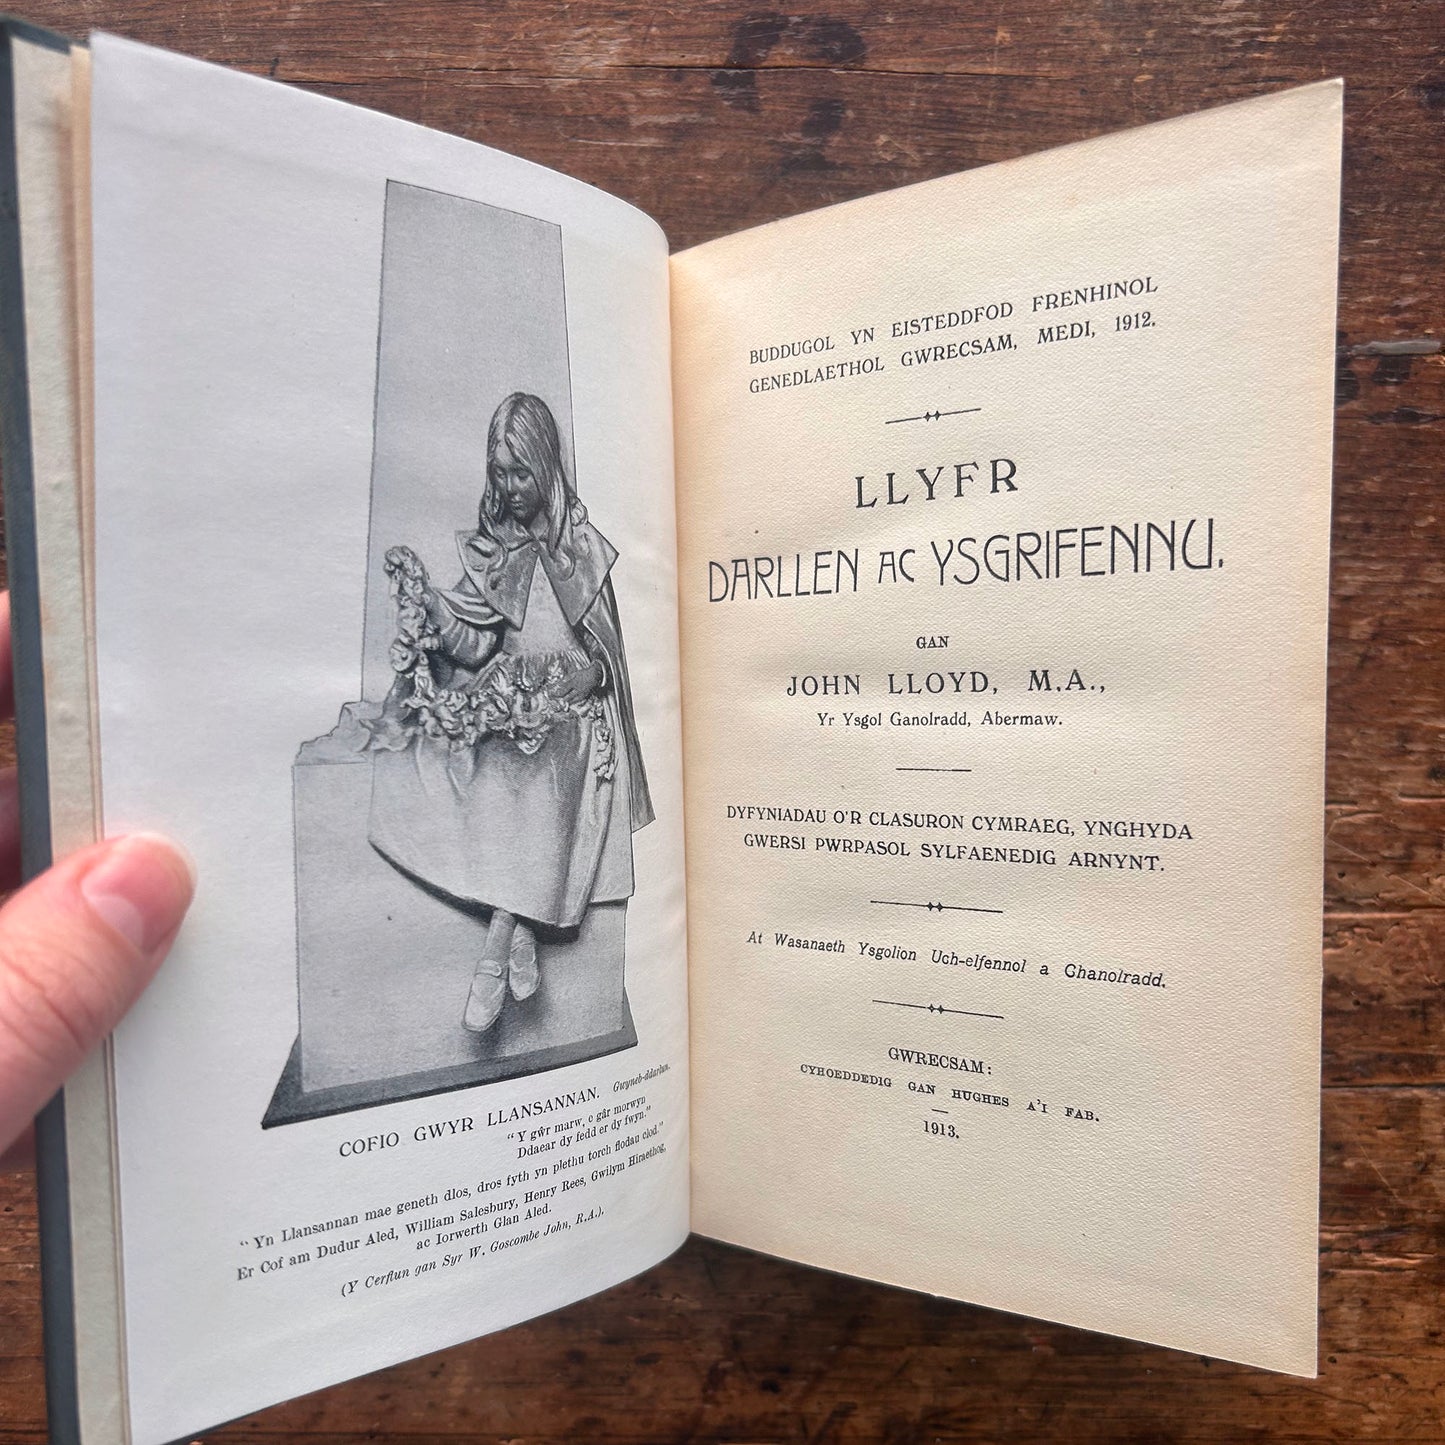 COFIO GWYR LLANSANNAN. Gwyneb-ddarlun.
"Y gŵr marw, e gâr morwyn
Ddaear dy fedd er dy fwyn."
"Yn Llansannan mae geneth dlos, dros fyth yn plethu torch flodau clod."
Er Cof am Dudur Aled, William Salesbury, Henry Rees, Gwilym Hiraethog,
ac Iorwerth Glan Aled.
(Y Cerflun gan Syr W. Goscombe John, R.A.).
BUDDUGOL YN EISTEDDFOD FRENHINOL
GENEDLAETHOL GWRECSAM, MEDI, 1912.
LLYFR
DARLLEN AC YSGRIFENNU.
GAN
JOHN LLOYD, M.A.,
Yr Ysgol Ganolradd, Abermaw.
DYFYNIADAU O'R CLASURON CYMRAEG, YNGHYDA
GWERSI PWRPASOL SYLFAENEDIG ARNYNT.
At Wasanaeth Ysgolion Uch-elfennol a Chanolradd.
GWRECSAM:
CYHOEDDEDIG GAN HUGHES A'I FAB.
1913.